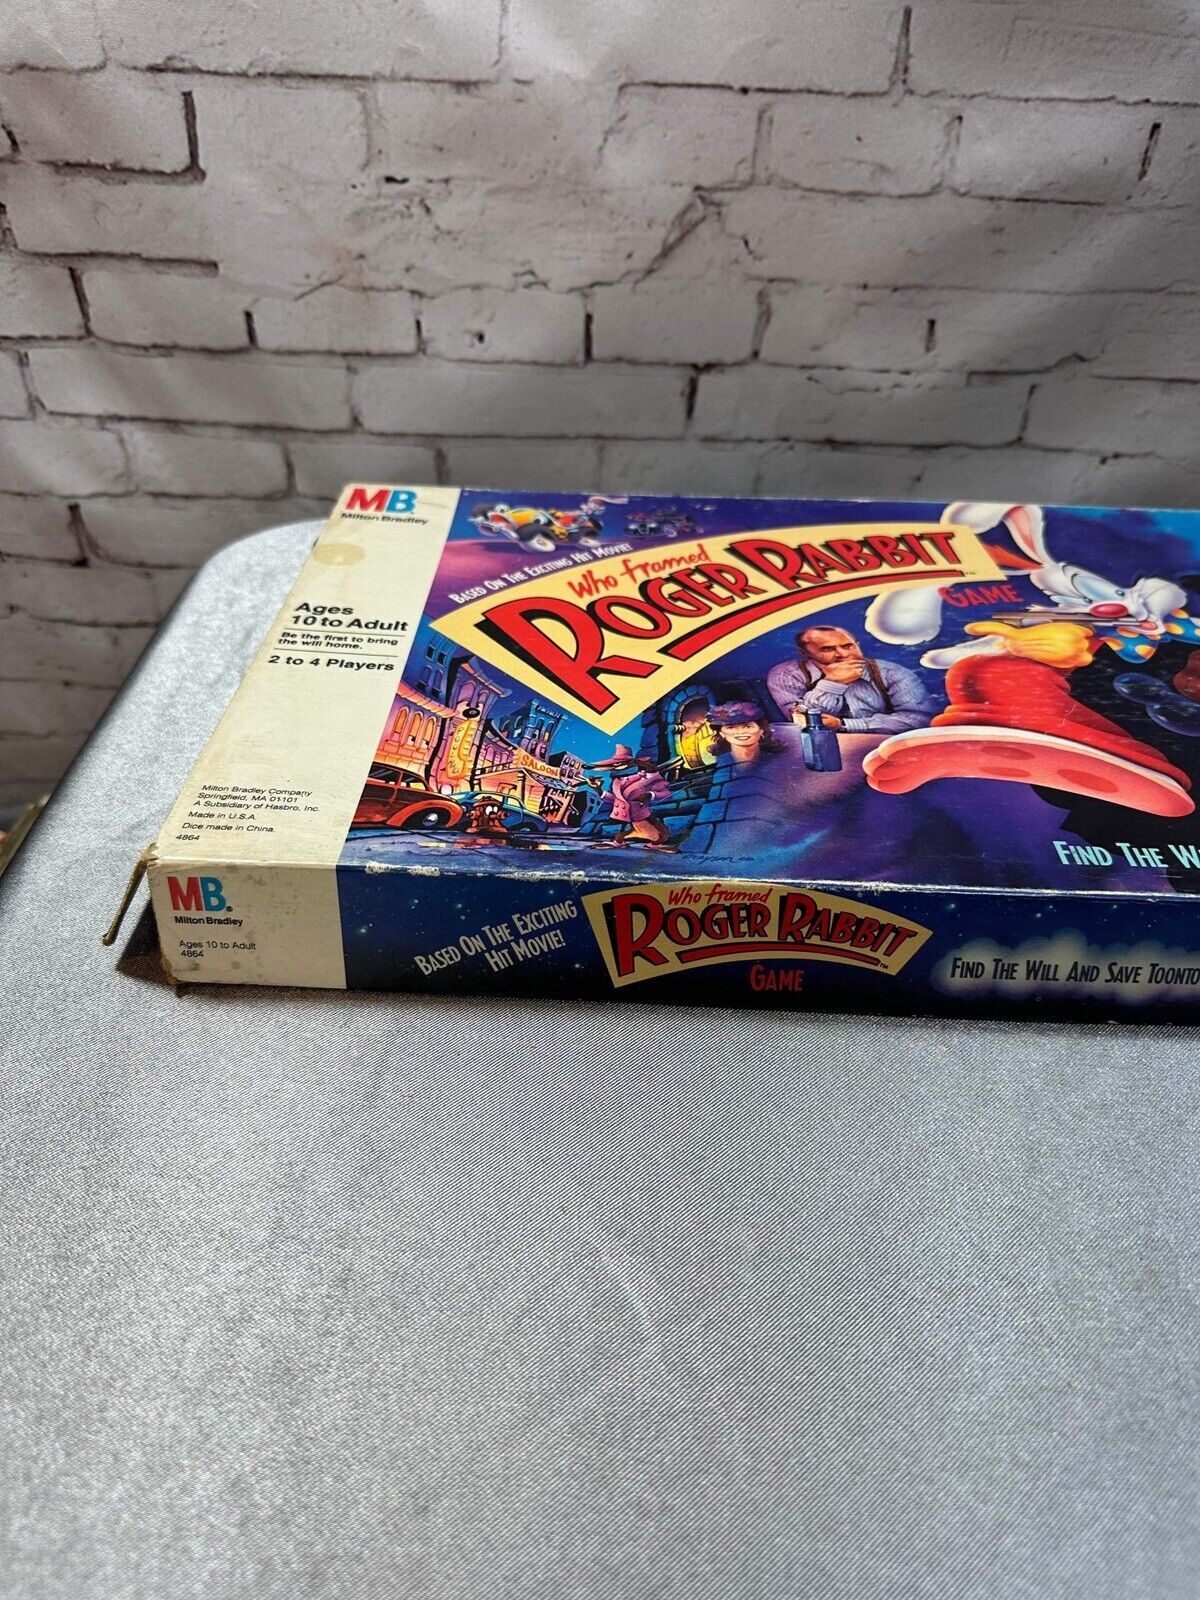 MB
Milton Bradley
Ages
10 to Adult
Be the first to bring
the will home.
2 to 4 Players
Milton Bradley Company
Springfield, MA 01101
A Subsidiary of Hasbro, Inc.
Made in U.S.A.
Dice made in China.
4864
BASED ON THE EXCITING HIT MOVIE!
Who framed
ROGER RABBIT™
GAME
SALOON
FIND THE W
MB®
Milton Bradley
Ages 10 to Adult
4864
BASED ON THE EXCITING
HIT MOVIE!
Who framed
ROGER RABBIT™
GAME
FIND THE WILL AND SAVE TOONTO